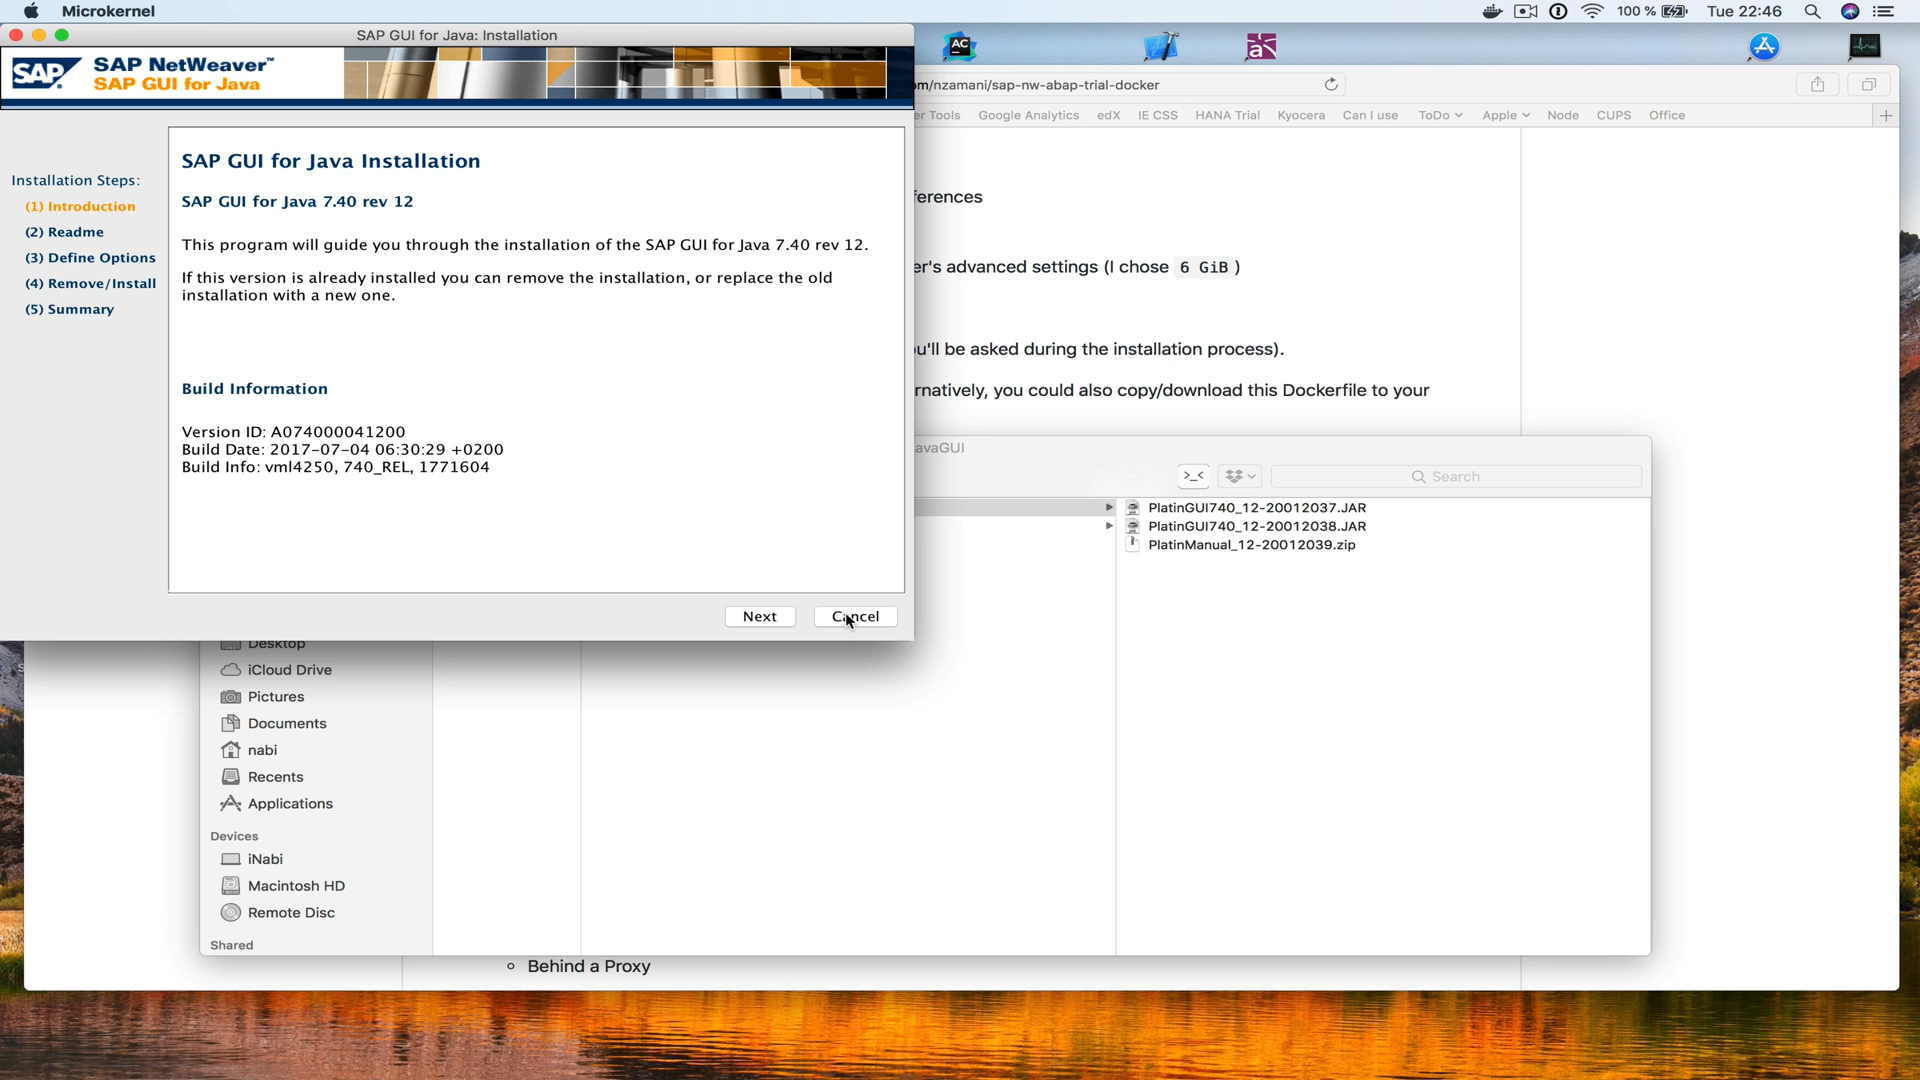 Microkernel
100 %
Tue 22:46
SAP GUI for Java: Installation
SAP
SAP NetWeaver™
SAP GUI for Java
AC
a
om/nzamani/sap-nw-abap-trial-docker
er Tools
Google Analytics
edX
IE CSS
HANA Trial
Kyocera
Can I use
ToDo
Apple
Node
CUPS
Office
Installation Steps:
(1) Introduction
(2) Readme
(3) Define Options
(4) Remove/Install
(5) Summary
SAP GUI for Java Installation
SAP GUI for Java 7.40 rev 12
This program will guide you through the installation of the SAP GUI for Java 7.40 rev 12.
If this version is already installed you can remove the installation, or replace the old
installation with a new one.
Build Information
Version ID: A074000041200
Build Date: 2017-07-04 06:30:29 +0200
Build Info: vml4250, 740_REL, 1771604
Next
Cancel
ferences
er's advanced settings (I chose 6 GiB )
u'll be asked during the installation process).
rnatively, you could also copy/download this Dockerfile to your
avaGUI
>_<
Search
PlatinGUI740_12-20012037.JAR
PlatinGUI740_12-20012038.JAR
PlatinManual_12-20012039.zip
Desktop
iCloud Drive
Pictures
Documents
nabi
Recents
Applications
Devices
iNabi
Macintosh HD
Remote Disc
Shared
Behind a Proxy